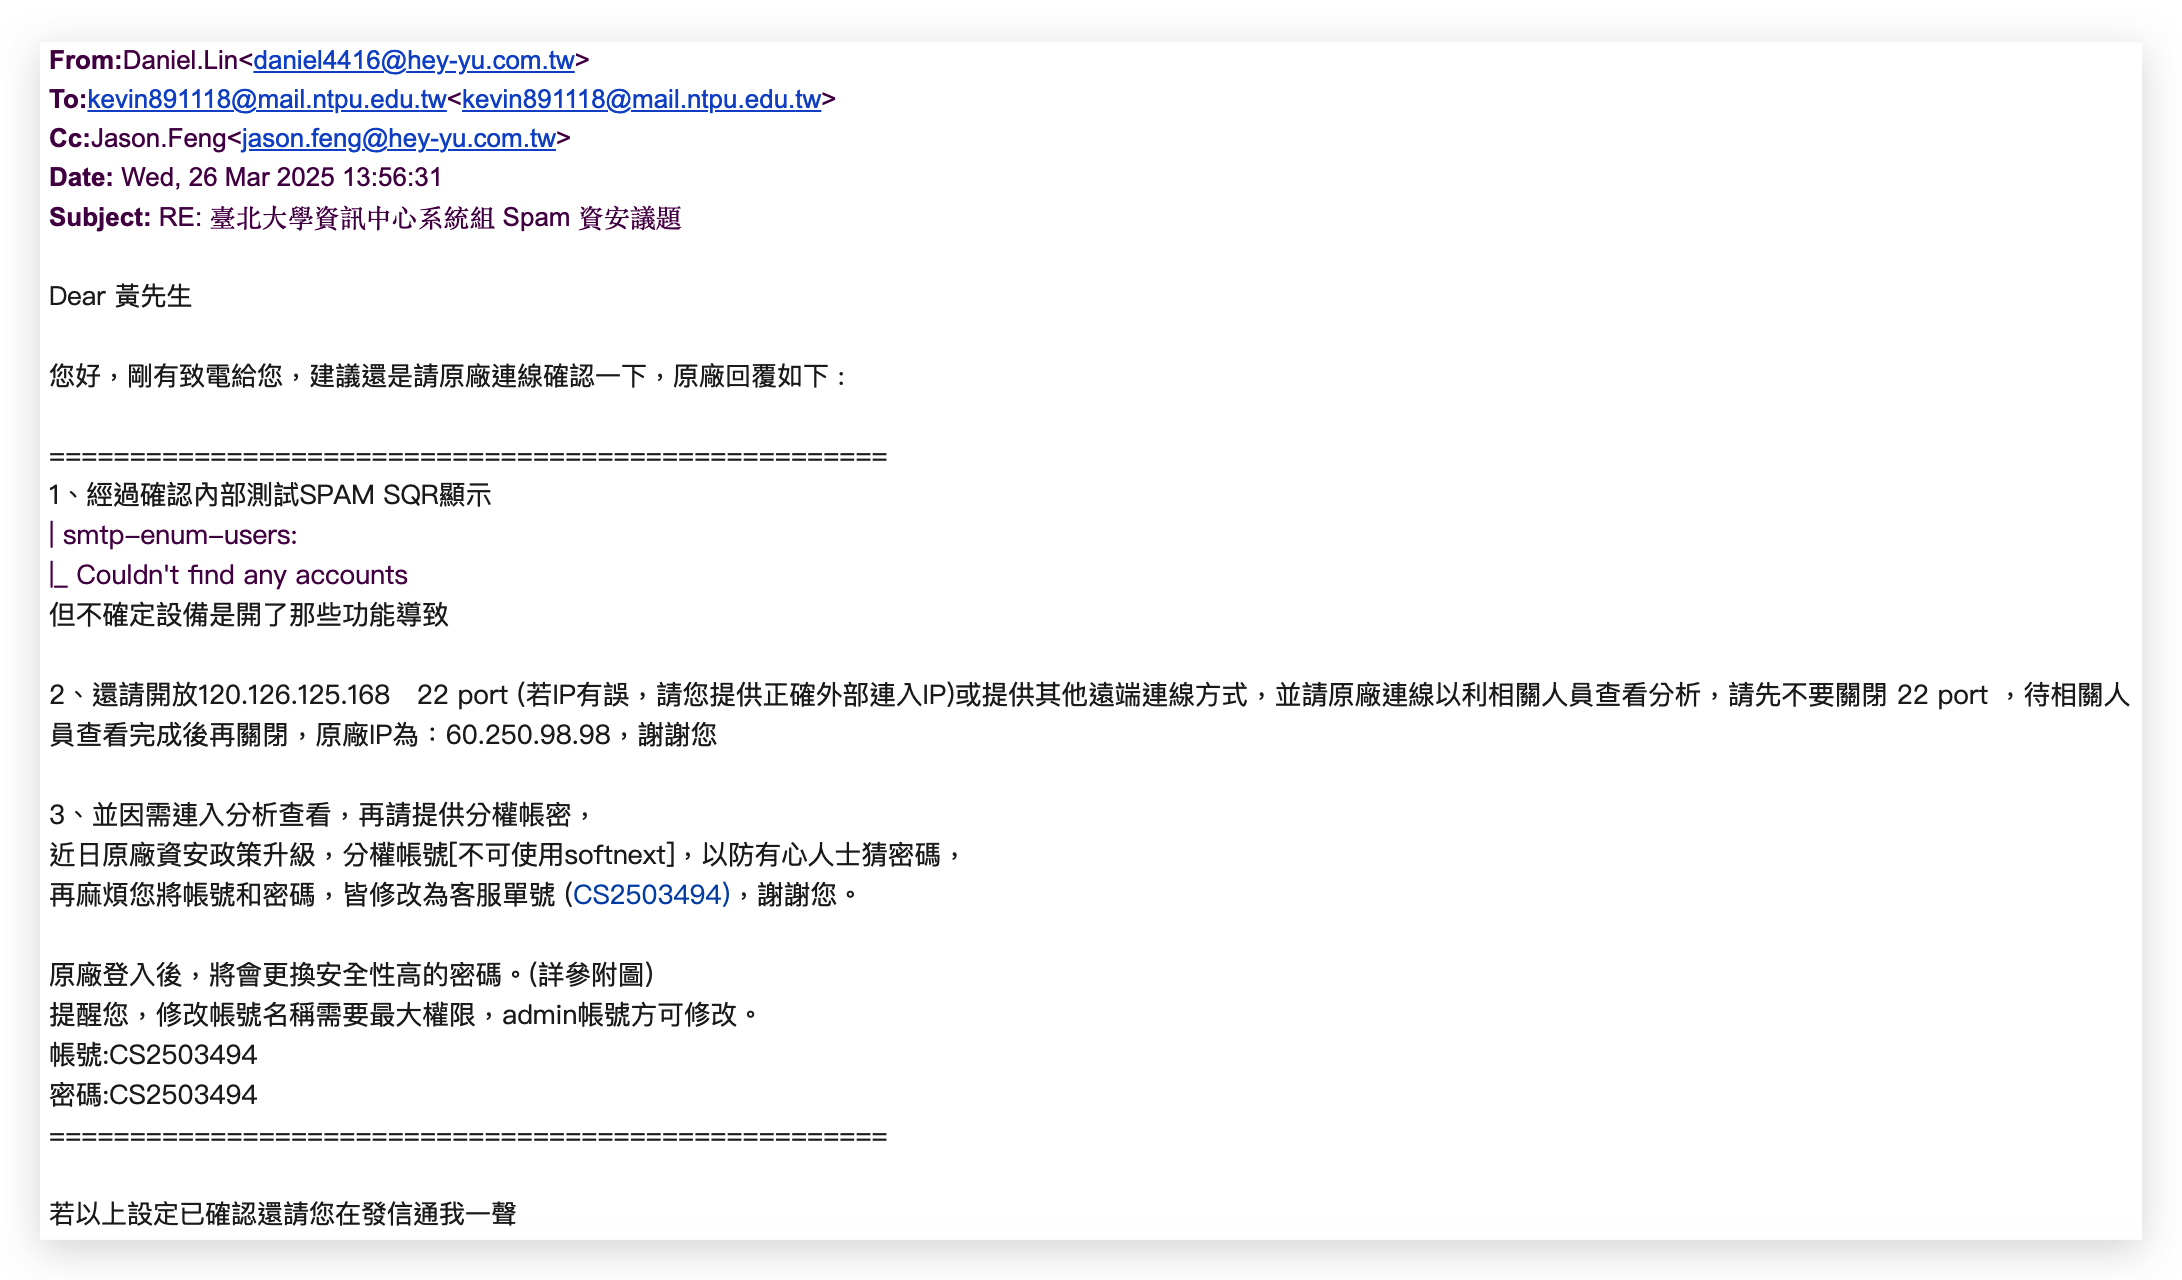 From:Daniel.Lin<daniel4416@hey-yu.com.tw>
To:kevin891118@mail.ntpu.edu.tw<kevin891118@mail.ntpu.edu.tw>
Cc:Jason.Feng<jason.feng@hey-yu.com.tw>
Date: Wed, 26 Mar 2025 13:56:31
Subject: RE: 臺北大學資訊中心系統組 Spam 資安議題
Dear 黃先生
您好，剛有致電給您，建議還是請原廠連線確認一下，原廠回覆如下：
====================================================
1、經過確認內部測試SPAM SQR顯示
| smtp-enum-users:
|_ Couldn't find any accounts
但不確定設備是開了那些功能導致
2、還請開放120.126.125.168　22 port (若IP有誤，請您提供正確外部連入IP)或提供其他遠端連線方式，並請原廠連線以利相關人員查看分析，請先不要關閉 22 port ，待相關人
員查看完成後再關閉，原廠IP為：60.250.98.98，謝謝您
3、並因需連入分析查看，再請提供分權帳密，
近日原廠資安政策升級，分權帳號[不可使用softnext]，以防有心人士猜密碼，
再麻煩您將帳號和密碼，皆修改為客服單號 (CS2503494)，謝謝您。
原廠登入後，將會更換安全性高的密碼。(詳參附圖)
提醒您，修改帳號名稱需要最大權限，admin帳號方可修改。
帳號:CS2503494
密碼:CS2503494
====================================================
若以上設定已確認還請您在發信通我一聲